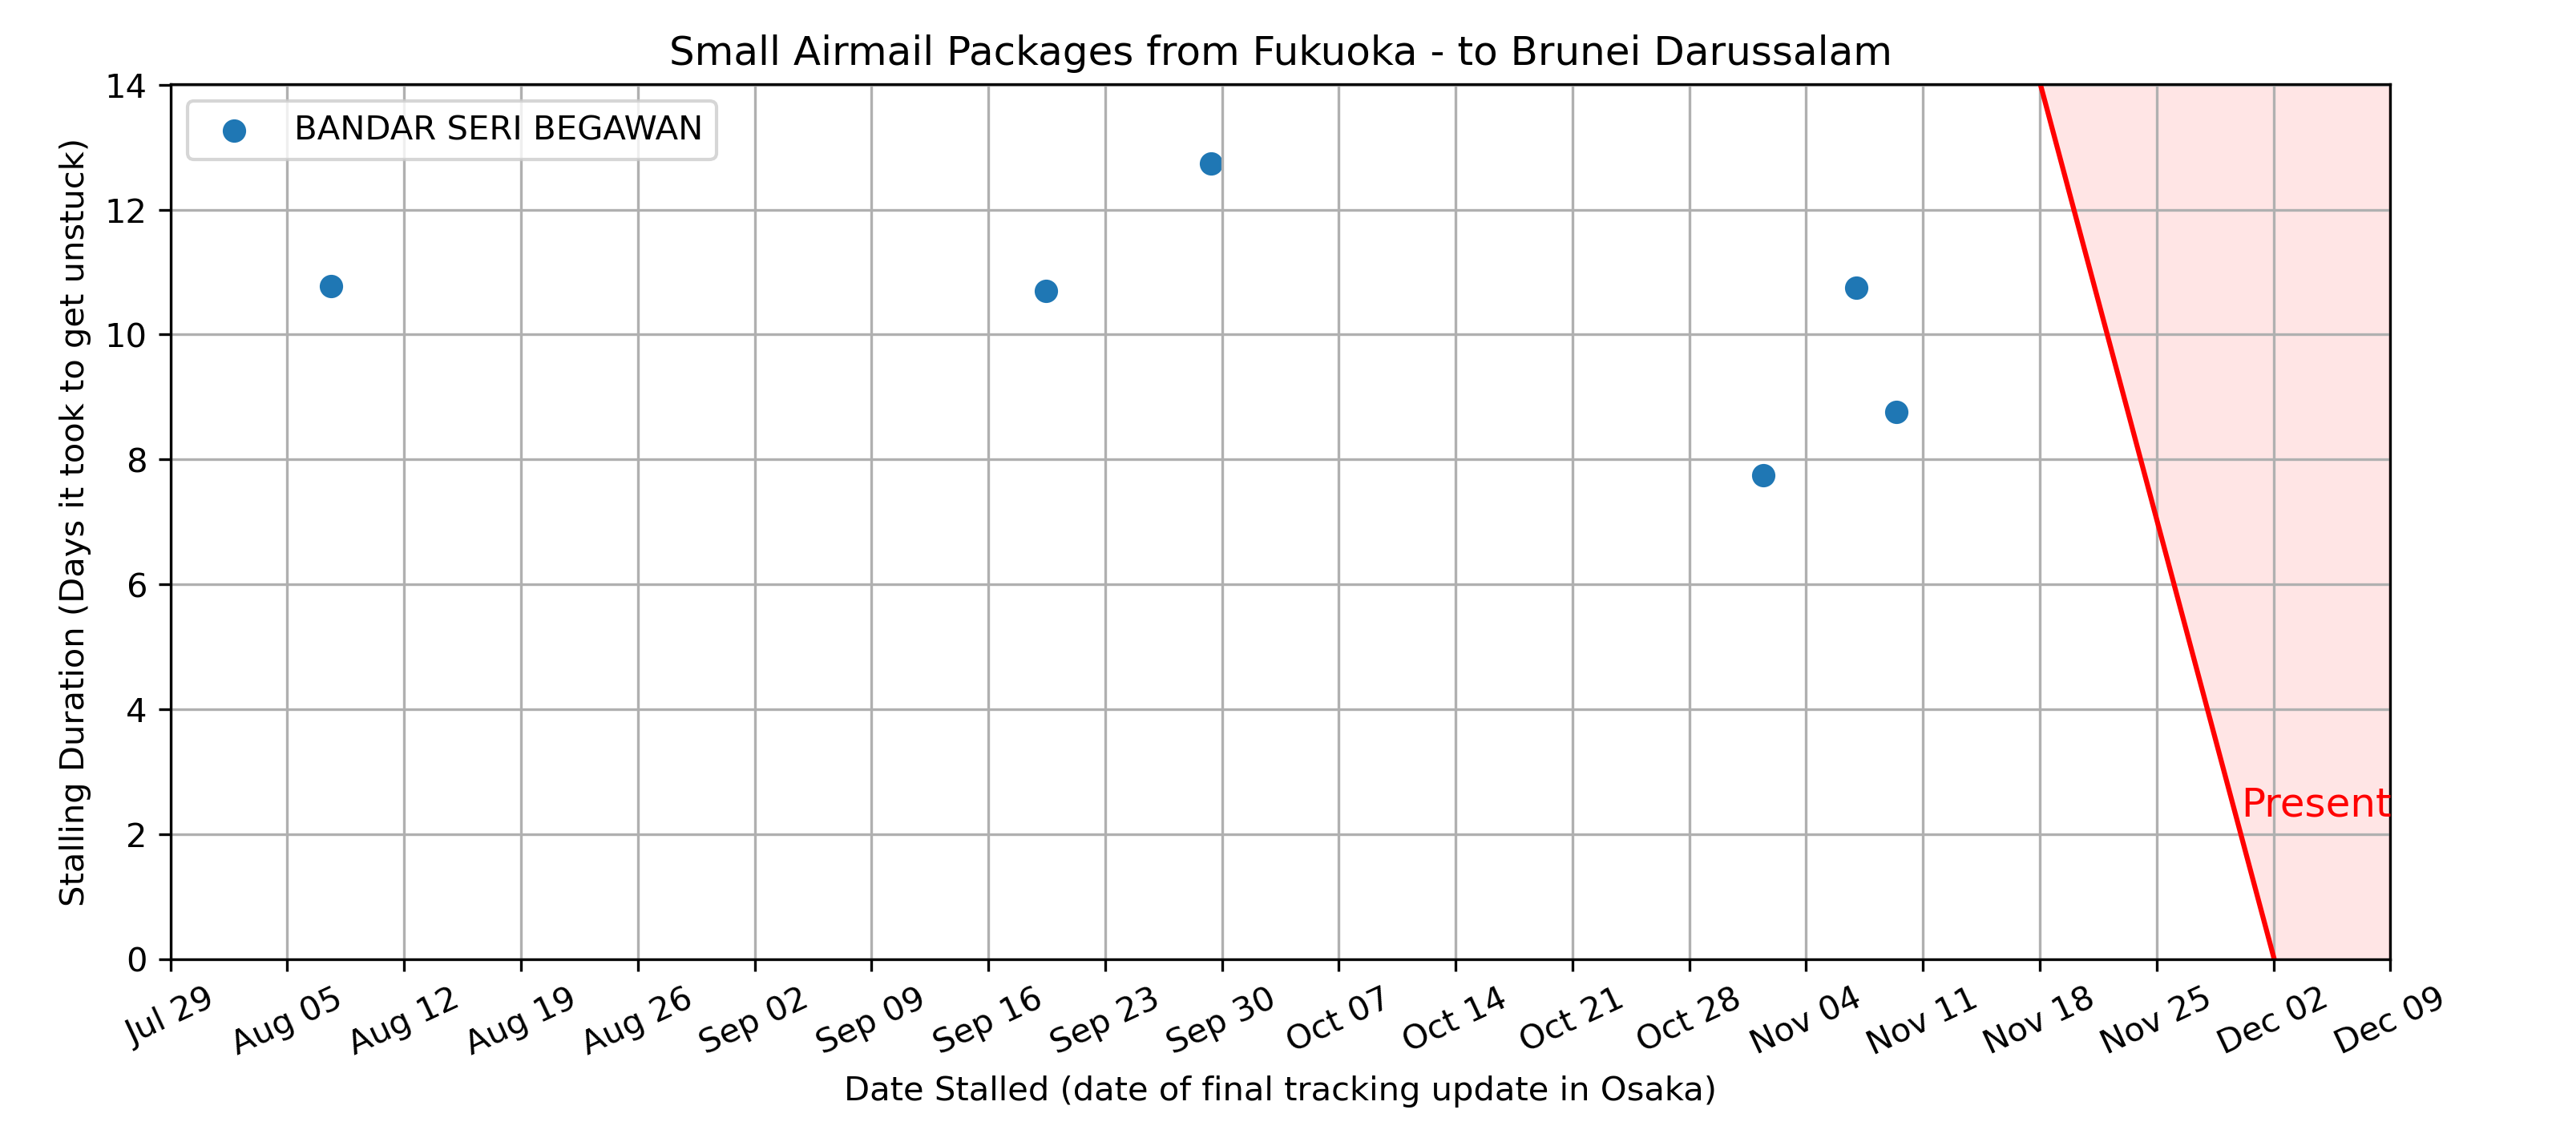 Small Airmail Packages from Fukuoka - to Brunei Darussalam
BANDAR SERI BEGAWAN
Stalling Duration (Days it took to get unstuck)
14
12
10
8
6
4
2
0
Present
Jul 29 Aug 05 Aug 12 Aug 19 Aug 26 Sep 02 Sep 09 Sep 16 Sep 23 Sep 30 Oct 07 Oct 14 Oct 21 Oct 28 Nov 04 Nov 11 Nov 18 Nov 25 Dec 02 Dec 09
Date Stalled (date of final tracking update in Osaka)